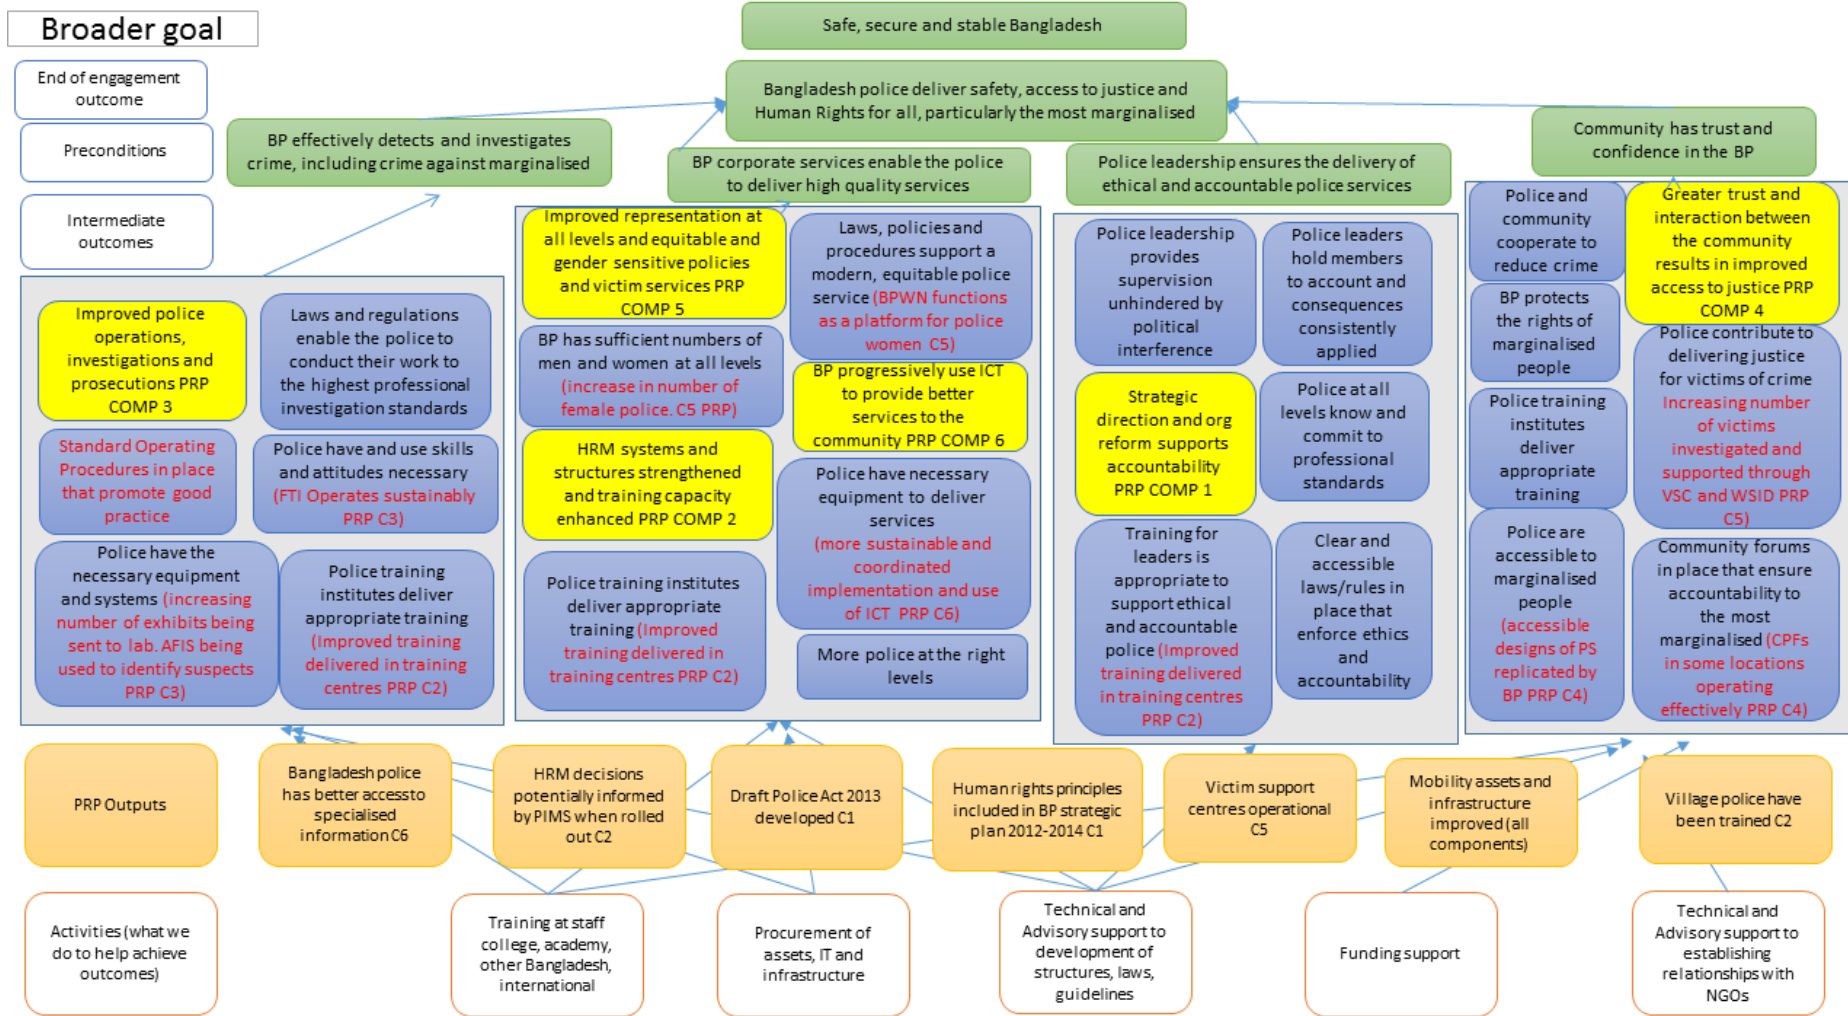 Broader goal
Safe, secure and stable Bangladesh
End of engagement
outcome
Bangladesh police deliver safety, access to justice and
Human Rights for all, particularly the most marginalised
Preconditions
BP effectively detects and investigates
crime, including crime against marginalised
BP corporate services enable the police
to deliver high quality services
Police leadership ensures the delivery of
ethical and accountable police services
Community has trust and
confidence in the BP
Intermediate
outcomes
Improved police
operations,
investigations and
prosecutions PRP
COMP 3
Laws and regulations
enable the police to
conduct their work to
the highest professional
investigation standards
Standard Operating
Procedures in place
that promote good
practice
Police have and use skills
and attitudes necessary
(FTI Operates sustainably
PRP C3)
Police have the
necessary equipment
and systems (increasing
number of exhibits being
sent to lab. AFIS being
used to identify suspects
PRP C3)
Police training
institutes deliver
appropriate training
(Improved training
delivered in training
centres PRP C2)
Improved representation at
all levels and equitable and
gender sensitive policies
and victim services PRP
COMP 5
Laws, policies and
procedures support a
modern, equitable police
service (BPWN functions
as a platform for police
women C5)
BP has sufficient numbers of
men and women at all levels
(increase in number of
female police. C5 PRP)
BP progressively use ICT
to provide better
services to the
community PRP COMP 6
HRM systems and
structures strengthened
and training capacity
enhanced PRP COMP 2
Police have necessary
equipment to deliver
services
(more sustainable and
coordinated
implementation and use
of ICT PRP C6)
Police training institutes
deliver appropriate
training (Improved
training delivered in
training centres PRP C2)
More police at the right
levels
Police leadership
provides
supervision
unhindered by
political
interference
Police leaders
hold members
to account and
consequences
consistently
applied
Strategic
direction and org
reform supports
accountability
PRP COMP 1
Police at all
levels know and
commit to
professional
standards
Training for
leaders is
appropriate to
support ethical
and accountable
police (Improved
training delivered
in training centres
PRP C2)
Clear and
accessible
laws/rules in
place that
enforce ethics
and
accountability
Police and
community
cooperate to
reduce crime
Greater trust and
interaction between
the community
results in improved
access to justice PRP
COMP 4
BP protects
the rights of
marginalised
people
Police contribute to
delivering justice
for victims of crime
Increasing number
of victims
investigated and
supported through
VSC and WSID PRP
C5)
Police training
institutes
deliver
appropriate
training
Police are
accessible to
marginalised
people
(accessible
designs of PS
replicated by
BP PRP C4)
Community forums
in place that ensure
accountability to
the most
marginalised (CPFs
in some locations
operating
effectively PRP C4)
PRP Outputs
Bangladesh police
has better access to
specialised
information C6
HRM decisions
potentially informed
by PIMS when rolled
out C2
Draft Police Act 2013
developed C1
Human rights principles
included in BP strategic
plan 2012-2014 C1
Victim support
centres operational
C5
Mobility assets and
infrastructure
improved (all
components)
Village police have
been trained C2
Activities (what we
do to help achieve
outcomes)
Training at staff
college, academy,
other Bangladesh,
international
Procurement of
assets, IT and
infrastructure
Technical and
Advisory support to
development of
structures, laws,
guidelines
Funding support
Technical and
Advisory support to
establishing
relationships with
NGOs